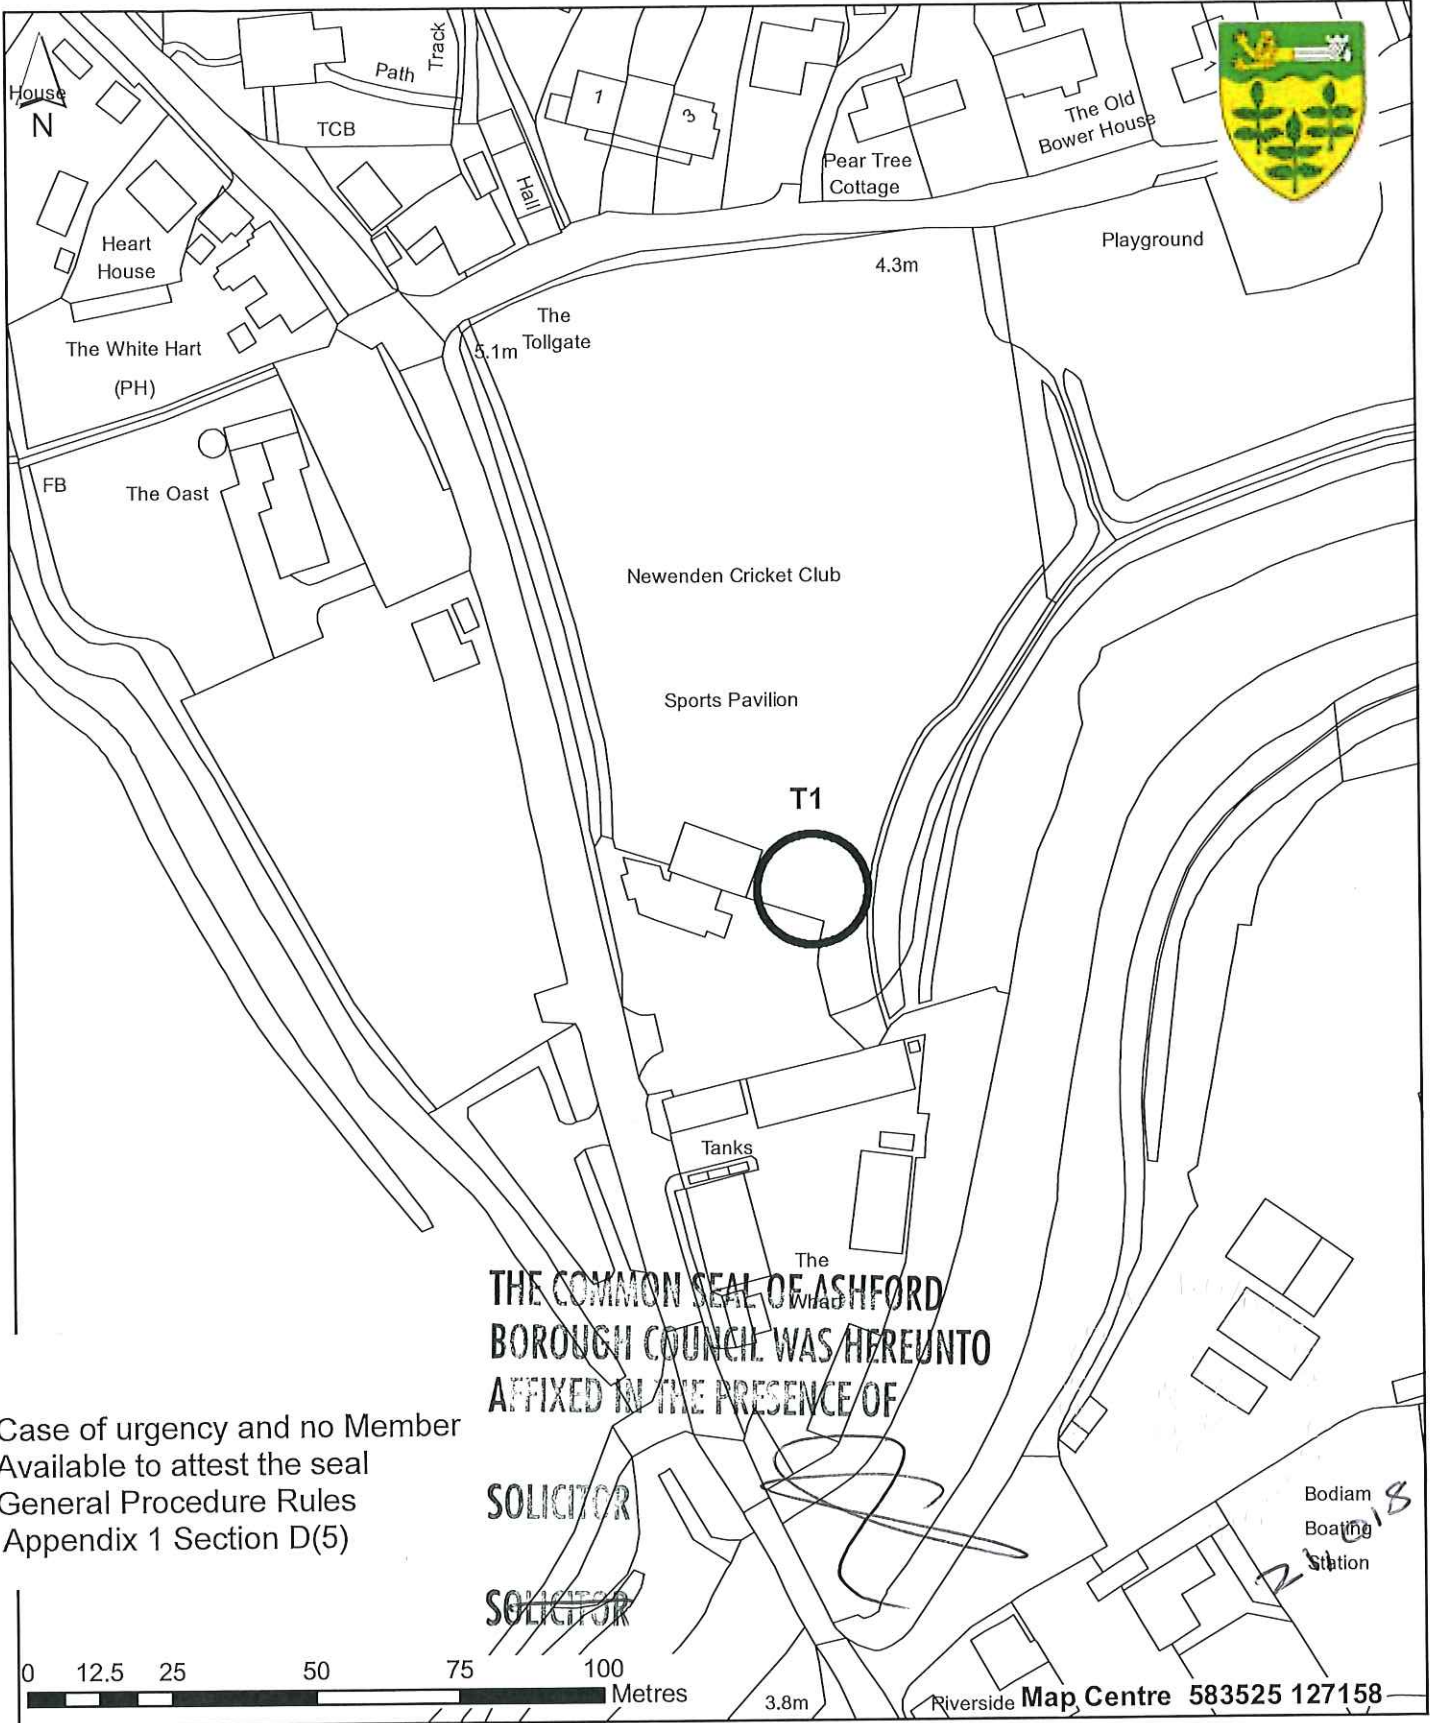 House
N
Path
Track
TCB
Hall
1
3
Pear Tree
Cottage
The Old
Bower House
Playground
Heart
House
4.3m
The
Tollgate
5.1m
The White Hart
(PH)
FB
The Oast
Newenden Cricket Club
Sports Pavilion
T1
Tanks
The
Wharf
THE COMMON SEAL OF ASHFORD
BOROUGH COUNCIL WAS HEREUNTO
AFFIXED IN THE PRESENCE OF
Case of urgency and no Member
Available to attest the seal
General Procedure Rules
Appendix 1 Section D(5)
SOLICITOR
SOLICITOR
Bodiam
Boating
Station
0 12.5 25 50 75 100
Metres
3.8m
Riverside
Map Centre 583525 127158